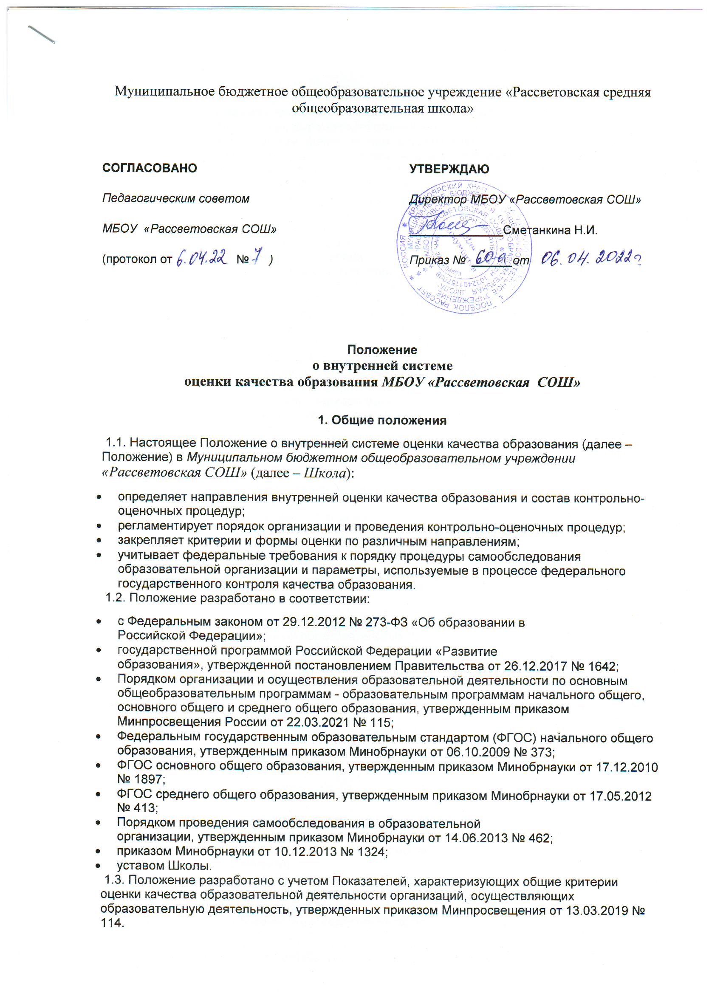 Муниципальное бюджетное общеобразовательное учреждение «Рассветовская средняя
общеобразовательная школа»
СОГЛАСОВАНО
Педагогическим советом
МБОУ «Рассветовская СОШ»
(протокол от 6.04.22 № 7 )
УТВЕРЖДАЮ
Директор МБОУ «Рассветовская СОШ»
Сметанкина Н.И.
Приказ № 60-а от 06.04.2022г
Положение
о внутренней системе
оценки качества образования МБОУ «Рассветовская СОШ»
1. Общие положения
1.1. Настоящее Положение о внутренней системе оценки качества образования (далее –
Положение) в Муниципальном бюджетном общеобразовательном учреждении
«Рассветовская СОШ» (далее – Школа):
• определяет направления внутренней оценки качества образования и состав контрольно-
оценочных процедур;
• регламентирует порядок организации и проведения контрольно-оценочных процедур;
• закрепляет критерии и формы оценки по различным направлениям;
• учитывает федеральные требования к порядку процедуры самообследования
образовательной организации и параметры, используемые в процессе федерального
государственного контроля качества образования.
1.2. Положение разработано в соответствии:
• с Федеральным законом от 29.12.2012 № 273-ФЗ «Об образовании в
Российской Федерации»;
• государственной программой Российской Федерации «Развитие
образования», утвержденной постановлением Правительства от 26.12.2017 № 1642;
• Порядком организации и осуществления образовательной деятельности по основным
общеобразовательным программам - образовательным программам начального общего,
основного общего и среднего общего образования, утвержденным приказом
Минпросвещения России от 22.03.2021 № 115;
• Федеральным государственным образовательным стандартом (ФГОС) начального общего
образования, утвержденным приказом Минобрнауки от 06.10.2009 № 373;
• ФГОС основного общего образования, утвержденным приказом Минобрнауки от 17.12.2010
№ 1897;
• ФГОС среднего общего образования, утвержденным приказом Минобрнауки от 17.05.2012
№ 413;
• Порядком проведения самообследования в образовательной
организации, утвержденным приказом Минобрнауки от 14.06.2013 № 462;
• приказом Минобрнауки от 10.12.2013 № 1324;
• уставом Школы.
1.3. Положение разработано с учетом Показателей, характеризующих общие критерии
оценки качества образовательной деятельности организаций, осуществляющих
образовательную деятельность, утвержденных приказом Минпросвещения от 13.03.2019 №
114.